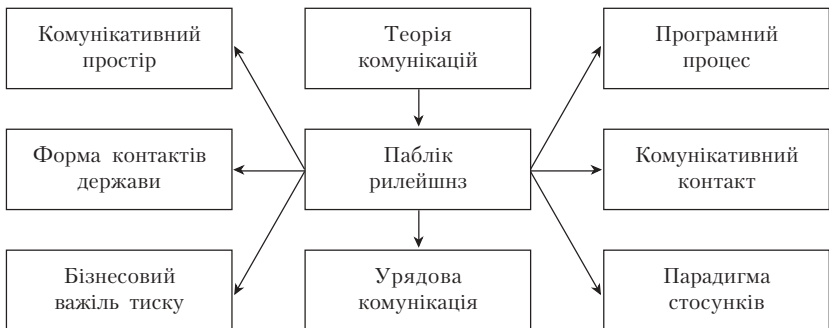 Комунікативний
простір
Теорія
комунікацій
Програмний
процес
Форма контактів
держави
Паблік
рилейшнз
Комунікативний
контакт
Бізнесовий
важіль тиску
Урядова
комунікація
Парадигма
стосунків